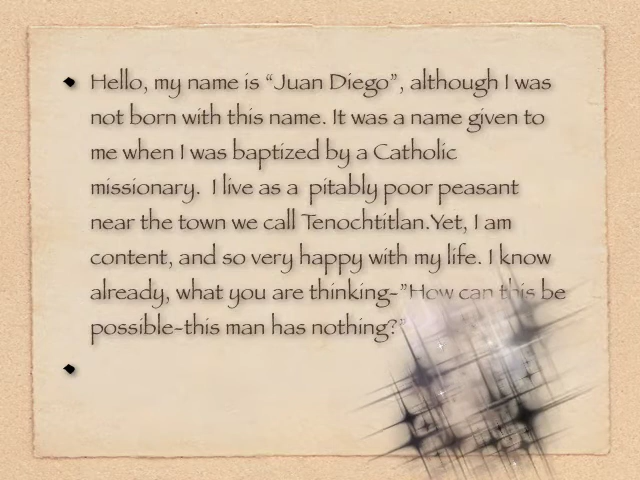 Hello, my name is “Juan Diego”, although I was
not born with this name. It was a name given to
me when I was baptized by a Catholic
missionary.  I live as a  pitably poor peasant
near the town we call Tenochtitlan.Yet, I am
content, and so very happy with my life. I know
already, what you are thinking-”How can this be
possible-this man has nothing?”